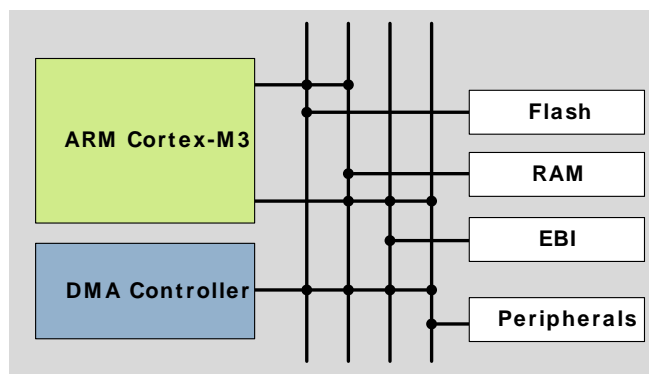 ARM Cortex-M3
DMA Controller
Flash
RAM
EBI
Peripherals